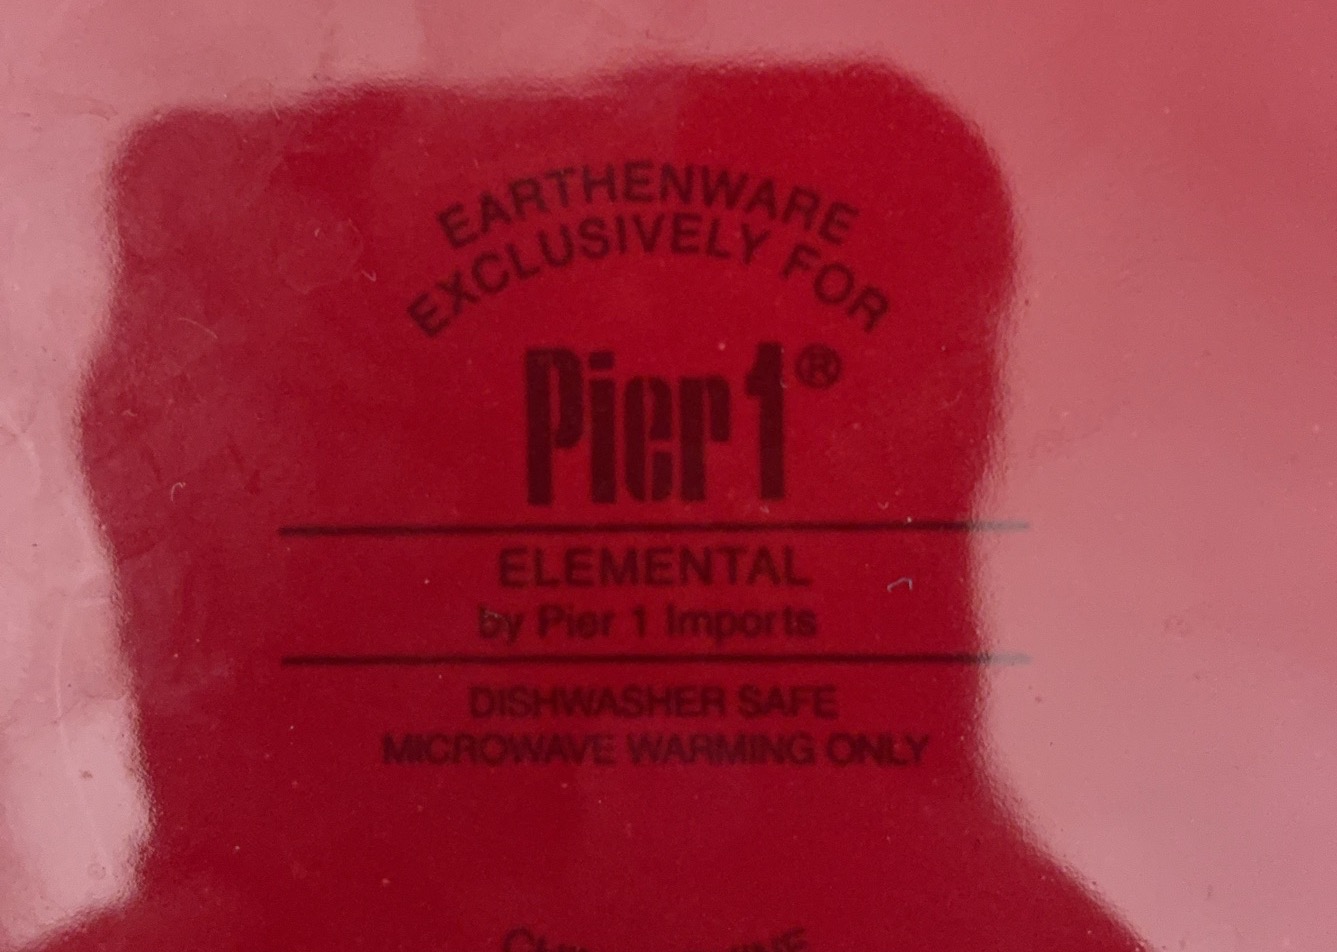 EARTHENWARE
EXCLUSIVELY FOR
Pier 1®
ELEMENTAL
by Pier 1 Imports
DISHWASHER SAFE
MICROWAVE WARMING ONLY